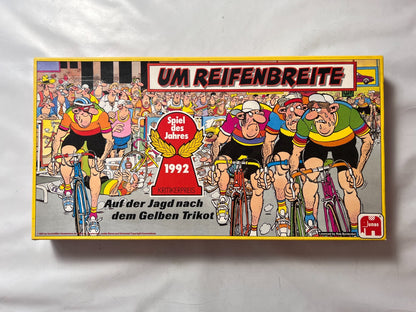 UM REIFENBREITE
Spiel
des
Jahres
1992
KRITIKERPREIS
Auf der Jagd nach
dem Gelben Trikot
Jumbo